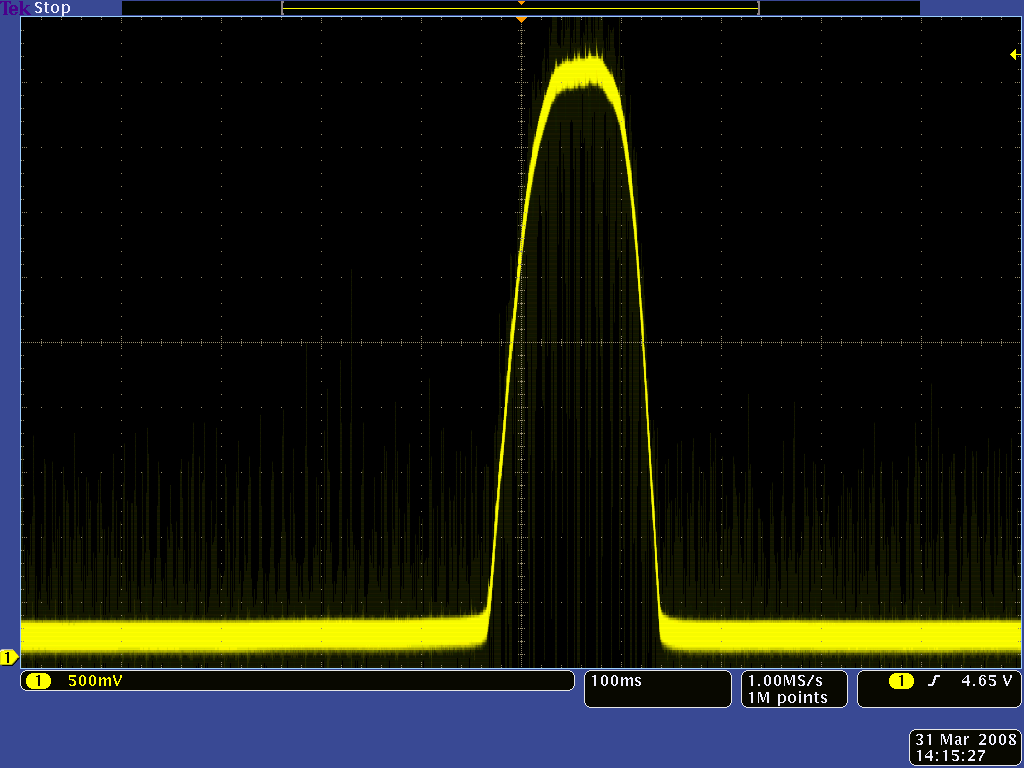 Tek Stop
1
1 500mV
100ms
1.00MS/s
1M points
1 4.65 V
31 Mar 2008
14:15:27